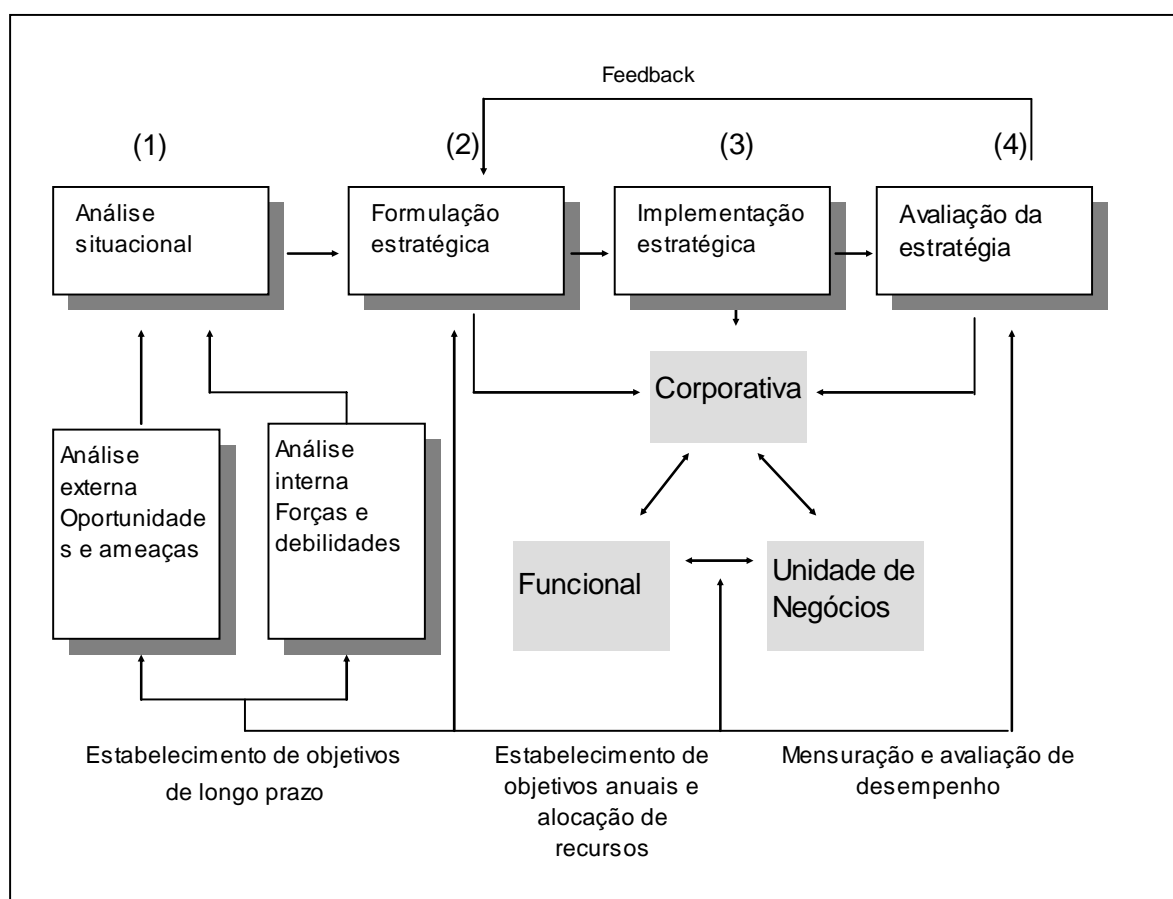 Feedback
(1)
(2)
(3)
(4)
Análise
situacional
Formulação
estratégica
Implementação
estratégica
Avaliação da
estratégia
Corporativa
Análise
externa
Oportunidade
s e ameaças
Análise
interna
Forças e
debilidades
Funcional
Unidade de
Negócios
Estabelecimento de objetivos
de longo prazo
Estabelecimento de
objetivos anuais e
alocação de
recursos
Mensuração e avaliação de
desempenho